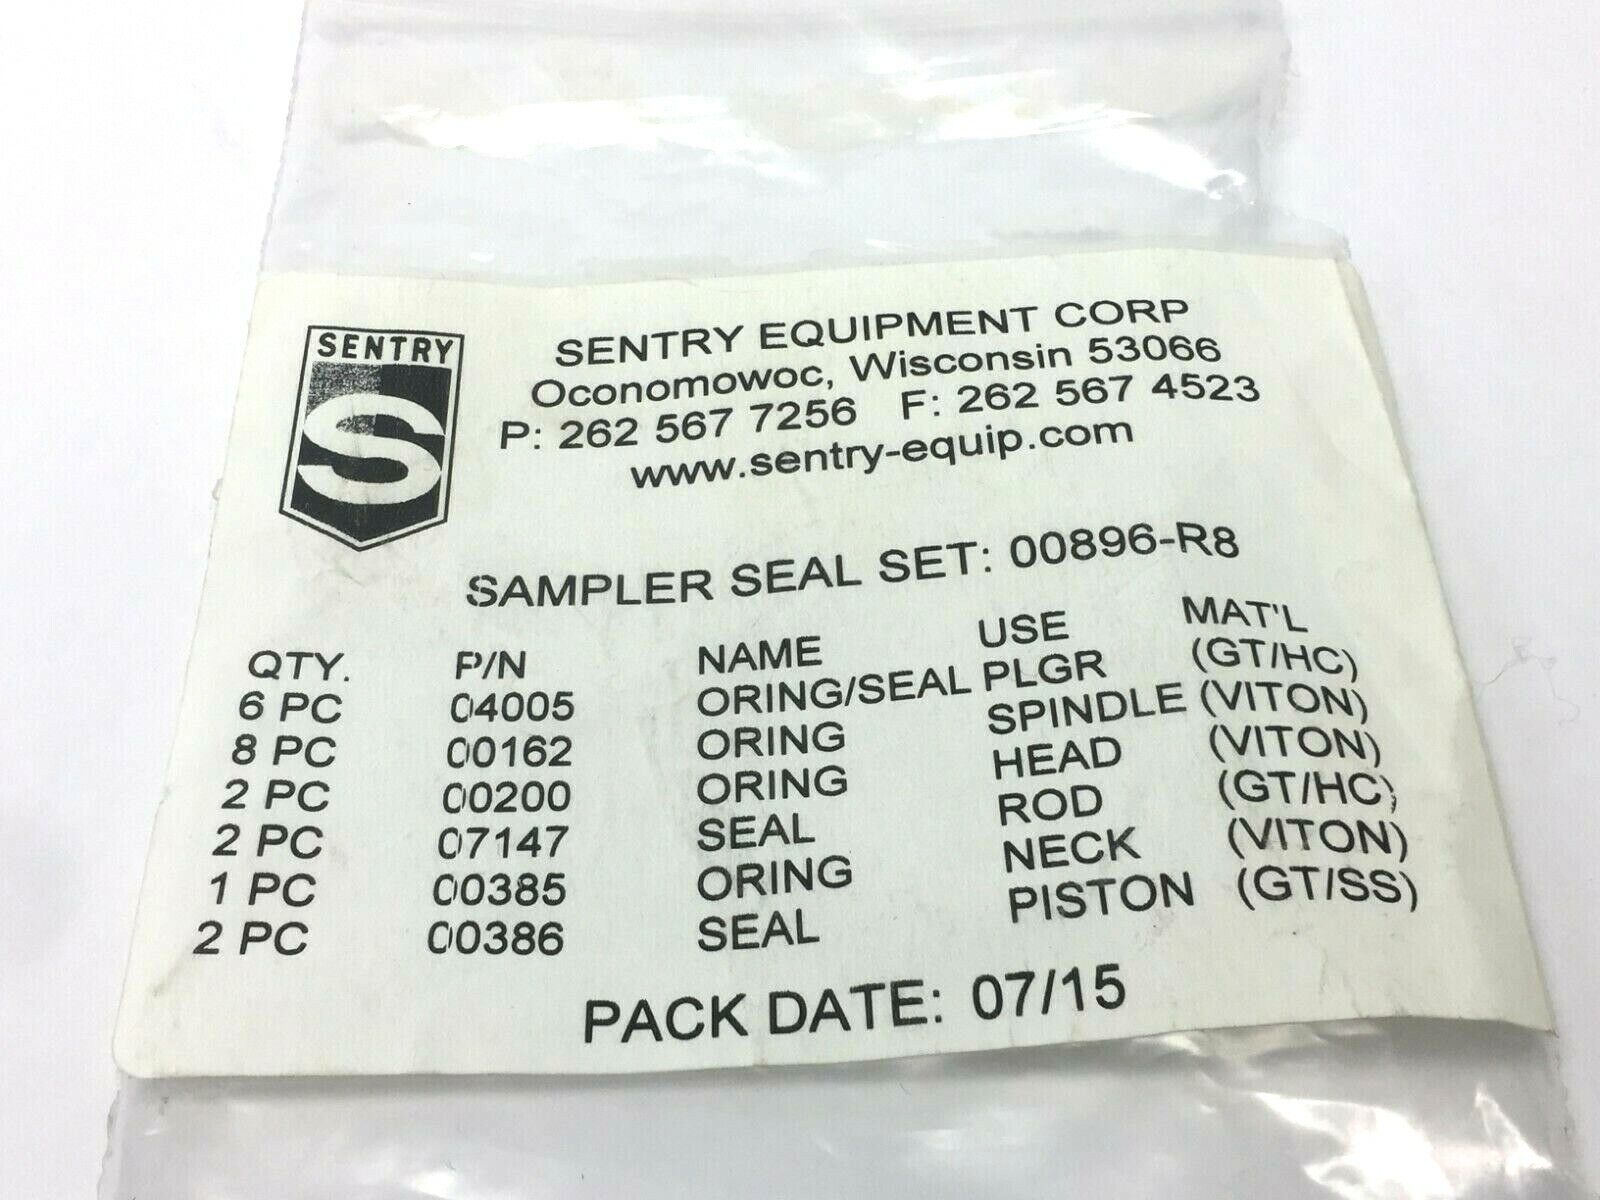 SENTRY
S
SENTRY EQUIPMENT CORP
Oconomowoc, Wisconsin 53066
P: 262 567 7256 F: 262 567 4523
www.sentry-equip.com
SAMPLER SEAL SET: 00896-R8
QTY. P/N NAME USE MAT'L
6 PC 04005 ORING/SEAL PLGR (GT/HC)
8 PC 00162 ORING SPINDLE (VITON)
2 PC 00200 ORING HEAD (VITON)
2 PC 07147 SEAL ROD (GT/HC)
1 PC 00385 ORING NECK (VITON)
2 PC 00386 SEAL PISTON (GT/SS)
PACK DATE: 07/15